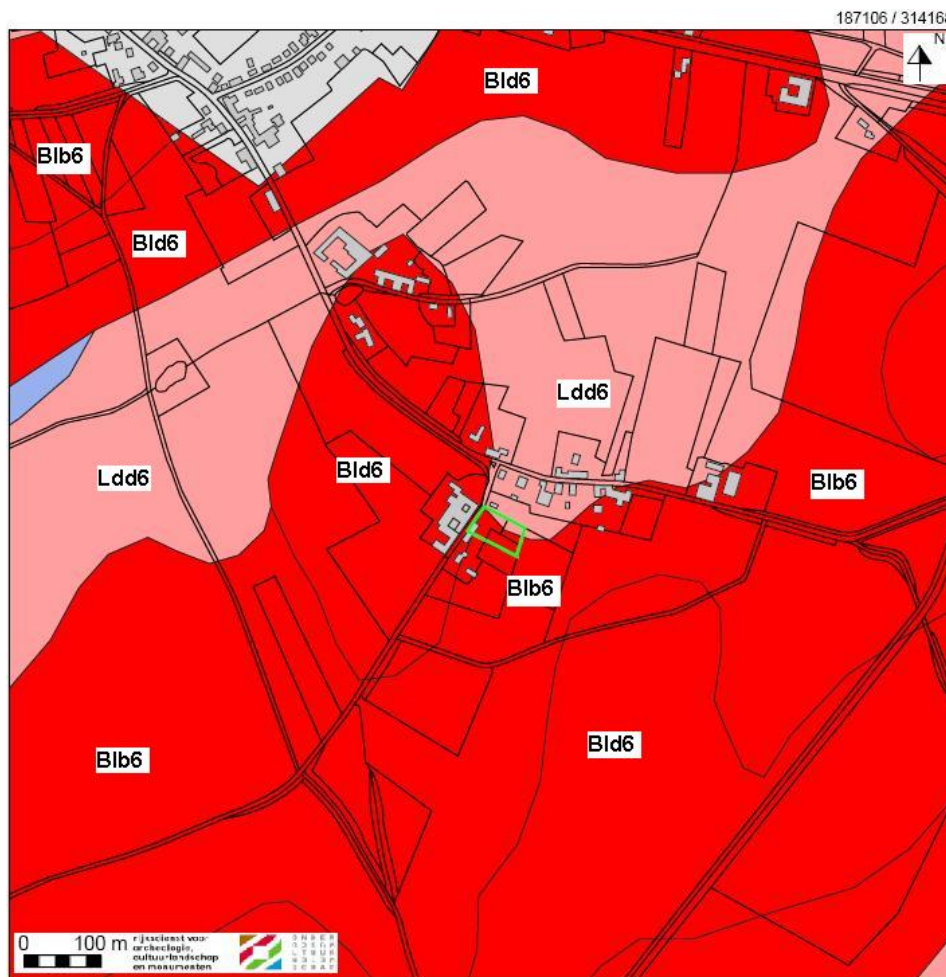 187106 / 314168
N
Bld6
Blb6
Bld6
Ldd6
Ldd6
Bld6
Blb6
Blb6
Bld6
Blb6
0 100 m
rijksdienst voor
archeologie,
cultuurlandschap
en monumenten